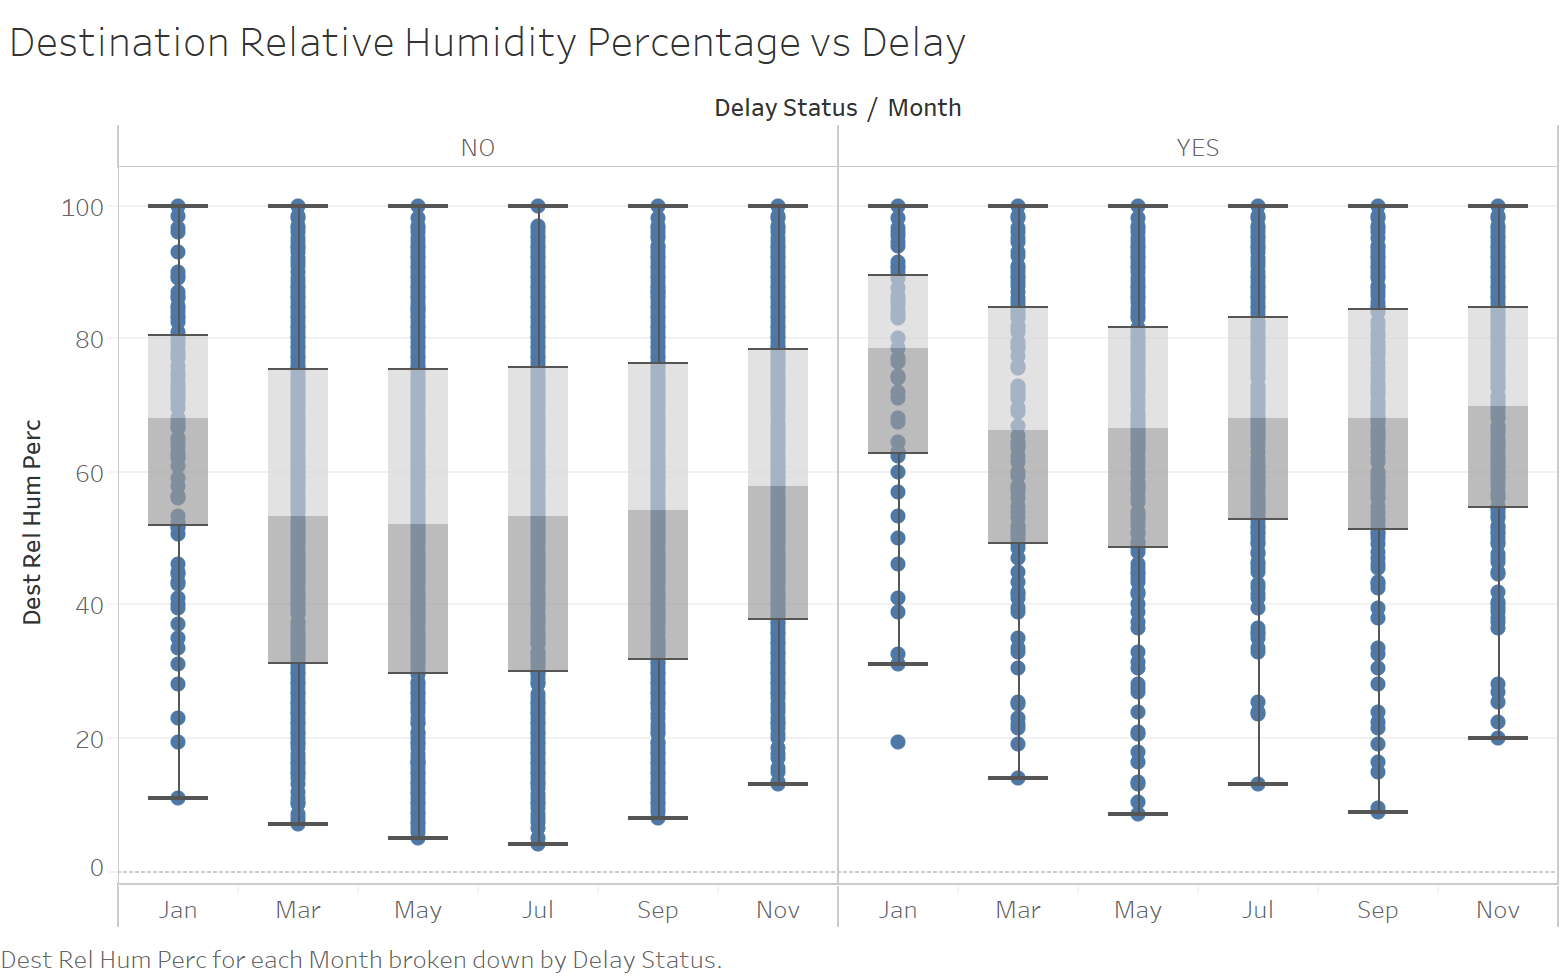 Destination Relative Humidity Percentage vs Delay
Delay Status / Month
NO YES
100
80
60
40
20
0
Dest Rel Hum Perc
Jan Mar May Jul Sep Nov Jan Mar May Jul Sep Nov
Dest Rel Hum Perc for each Month broken down by Delay Status.